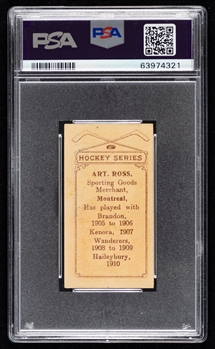 PSA
PSA
63974321
HOCKEY SERIES
ART. ROSS.
Sporting Goods
Merchant,
Montreal,
Has played with
Brandon,
1905 to 1906
Kenora, 1907
Wanderers,
1908 to 1909
Haileybury,
1910